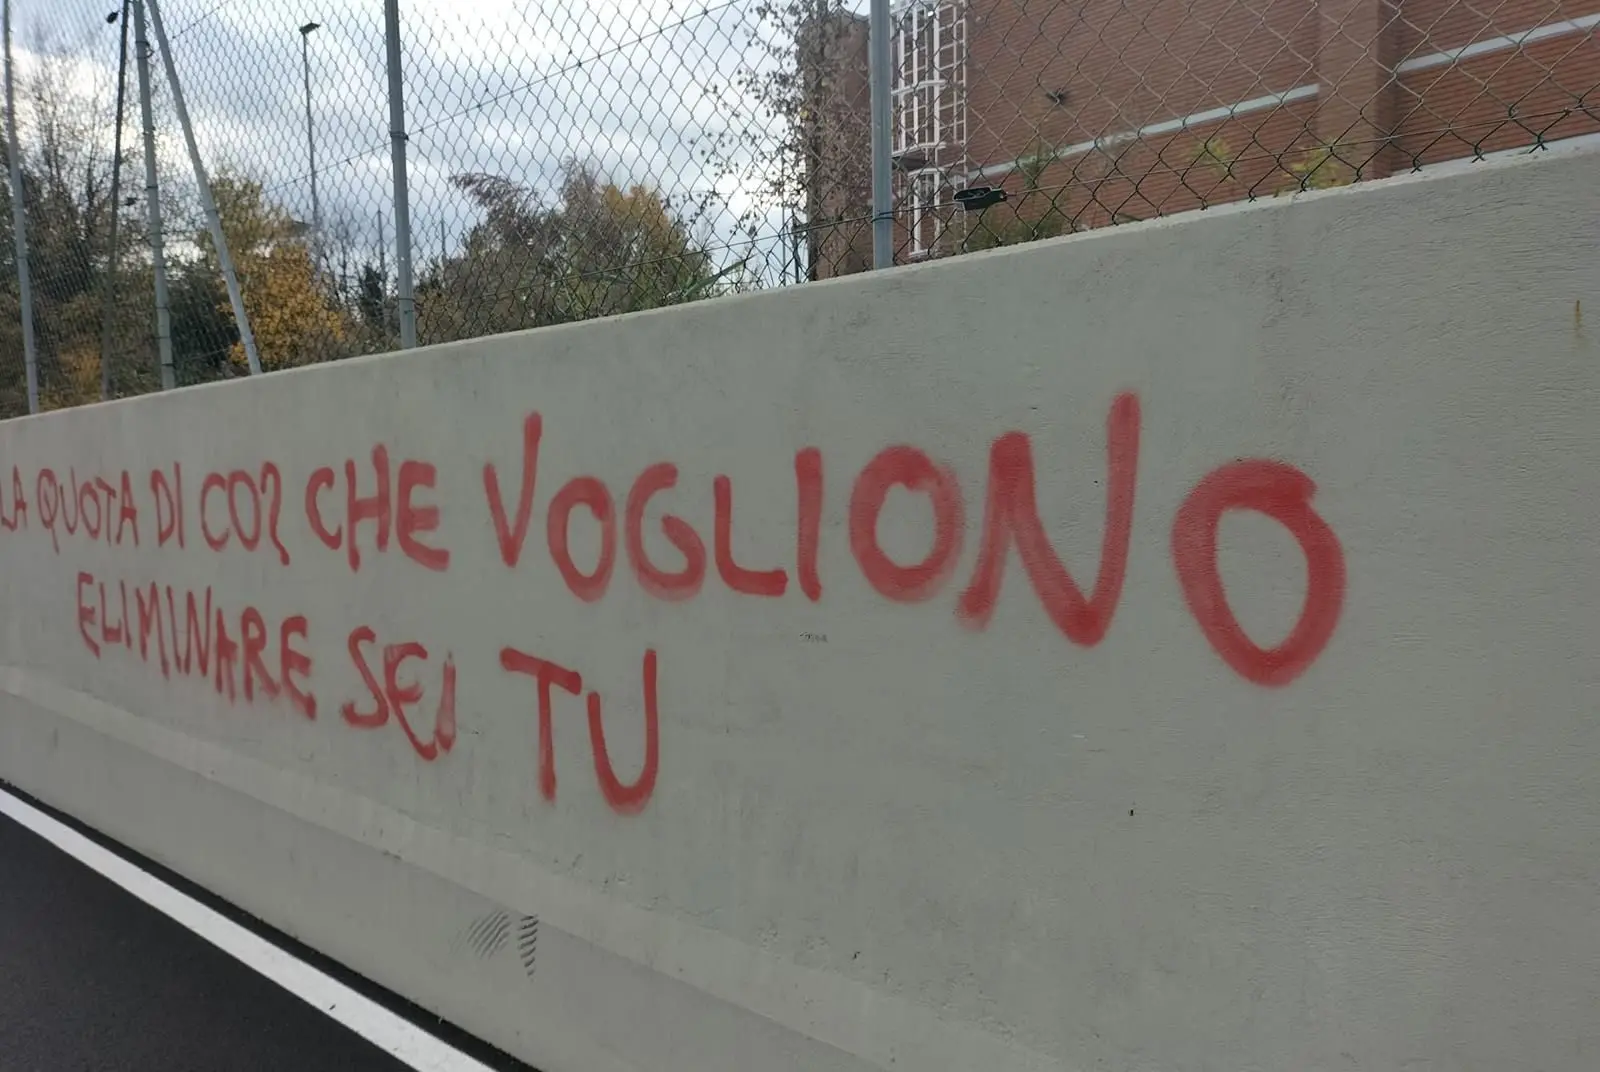 LA QUOTA DI CO2 CHE VOGLIONO
ELIMINARE SEI TU